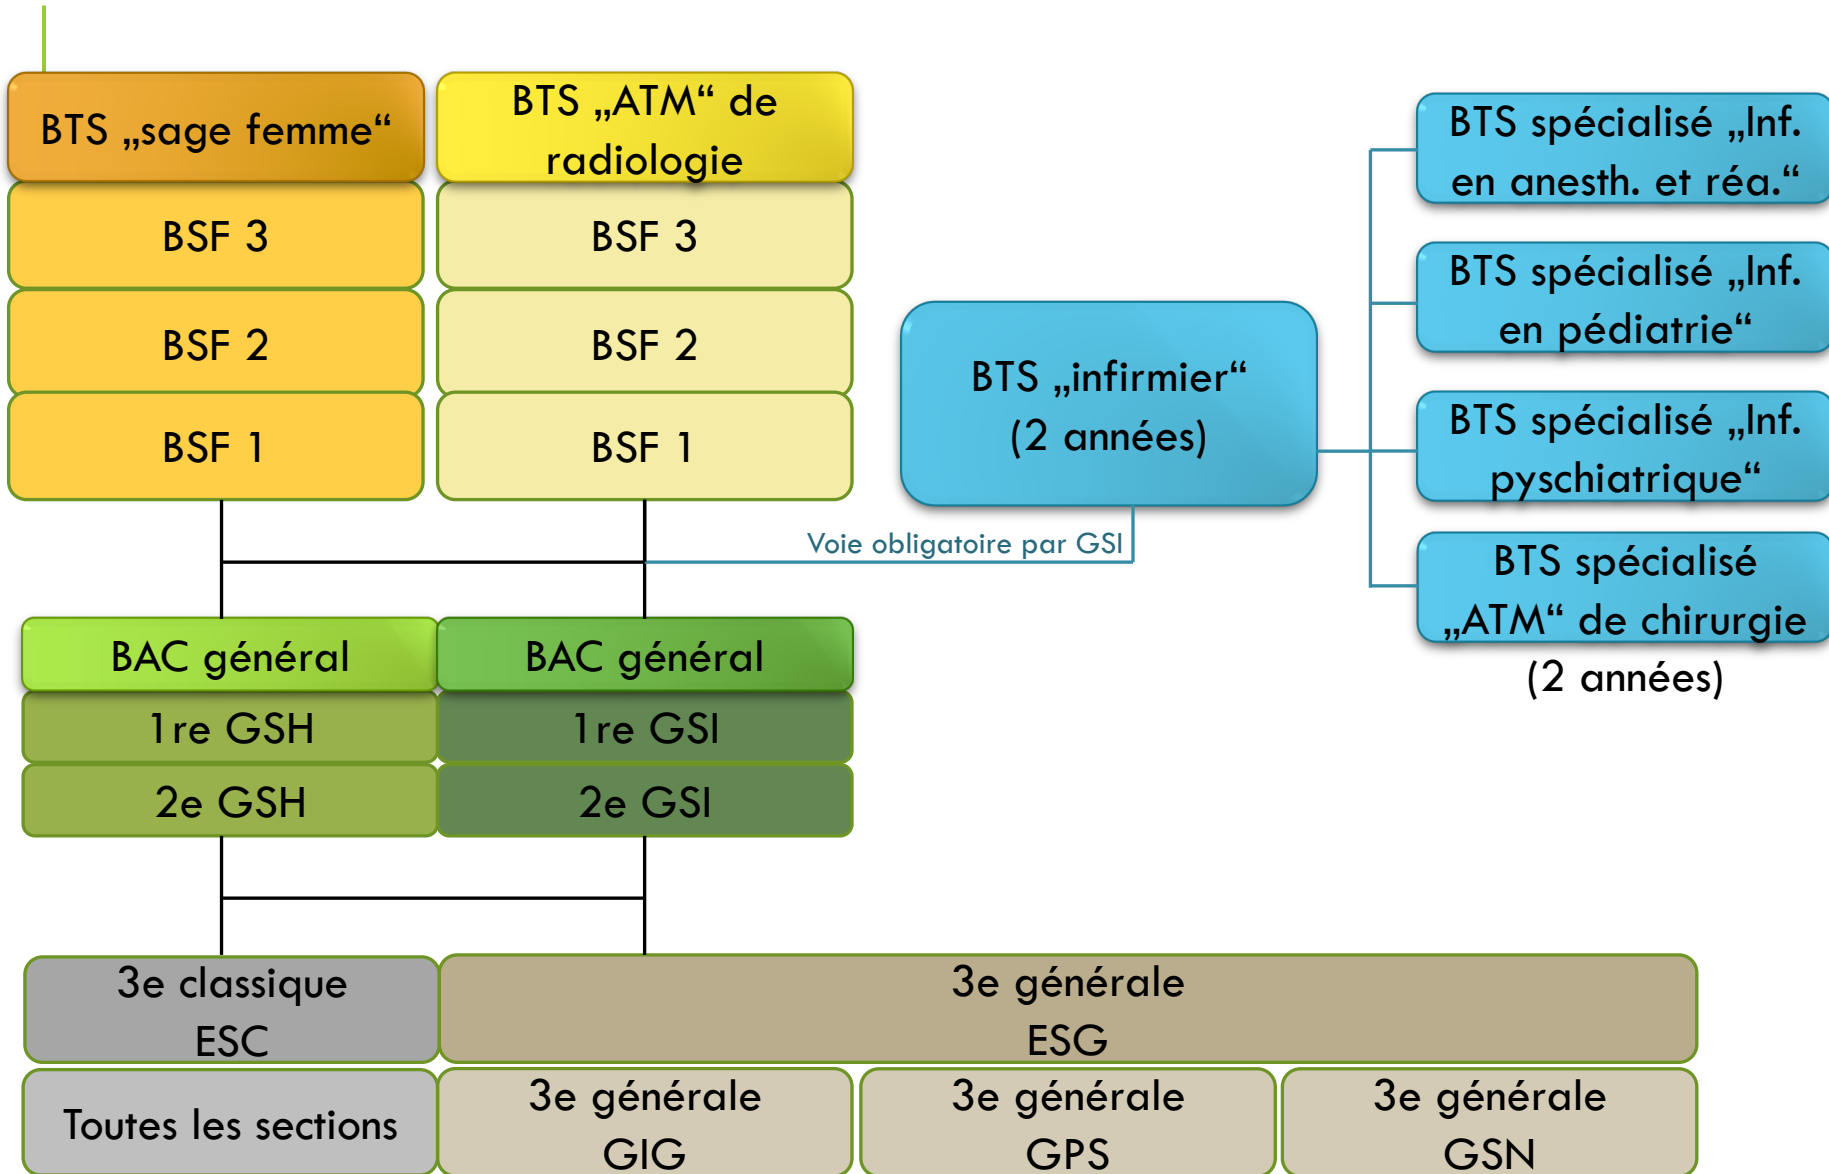 BTS „sage femme“
BTS „ATM“ de
radiologie
BSF 3
BSF 3
BSF 2
BSF 2
BSF 1
BSF 1
BTS „infirmier“
(2 années)
Voie obligatoire par GSI
BTS spécialisé „Inf.
en anesth. et réa.“
BTS spécialisé „Inf.
en pédiatrie“
BTS spécialisé „Inf.
pyschiatrique“
BTS spécialisé
„ATM“ de chirurgie
(2 années)
BAC général
BAC général
1re GSH
1re GSI
2e GSH
2e GSI
3e classique
ESC
3e générale
ESG
Toutes les sections
3e générale
GIG
3e générale
GPS
3e générale
GSN